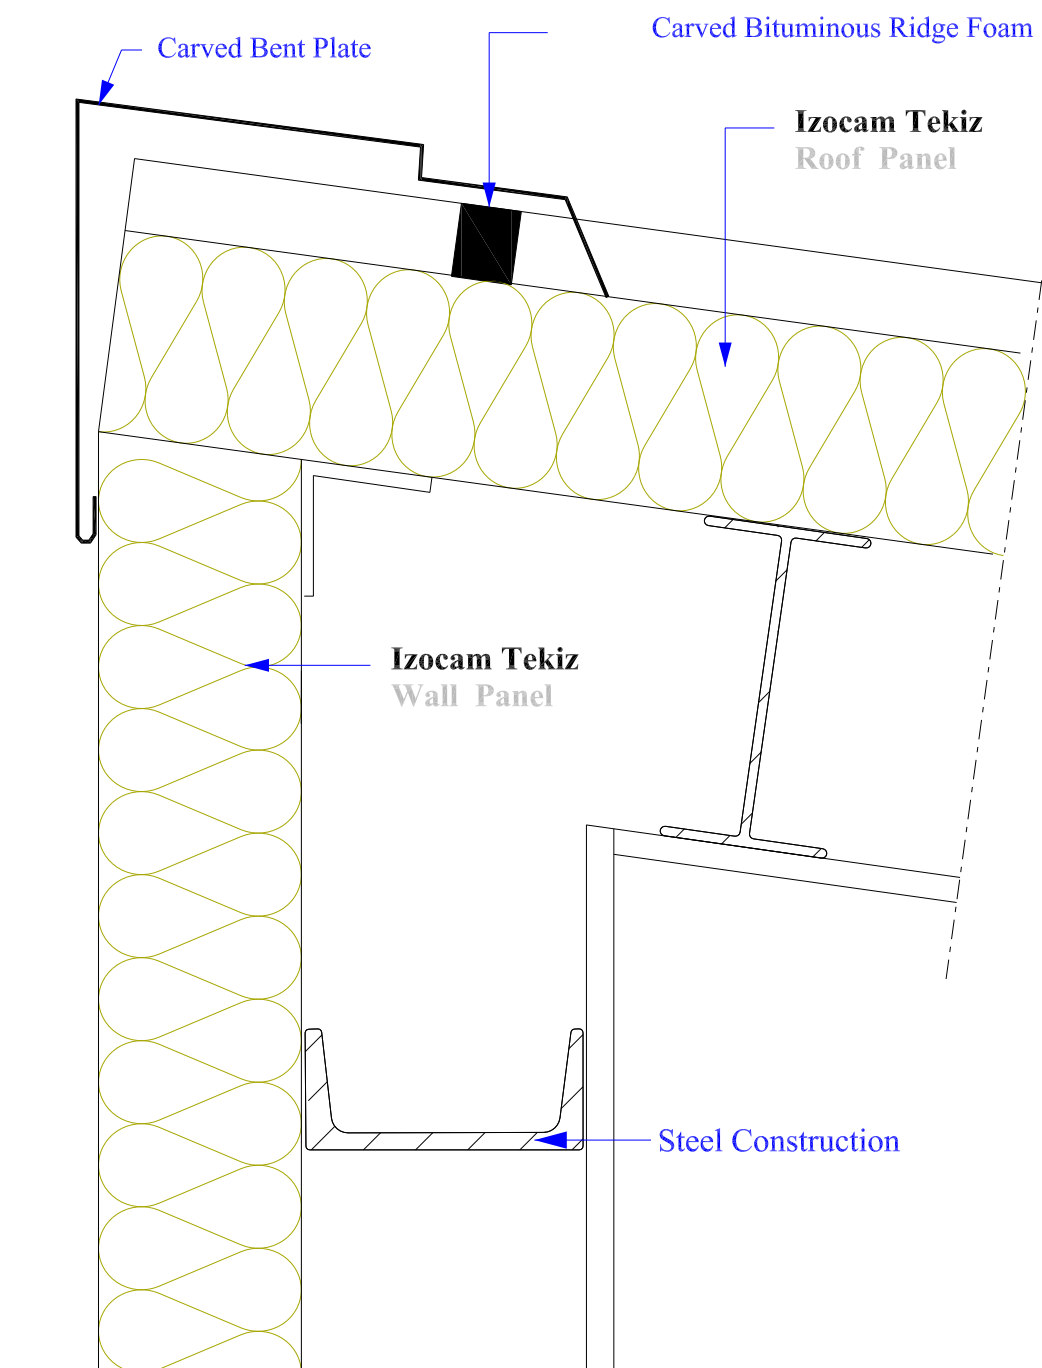 Carved Bituminous Ridge Foam
Carved Bent Plate
Izocam Tekiz
Roof Panel
Izocam Tekiz
Wall Panel
Steel Construction